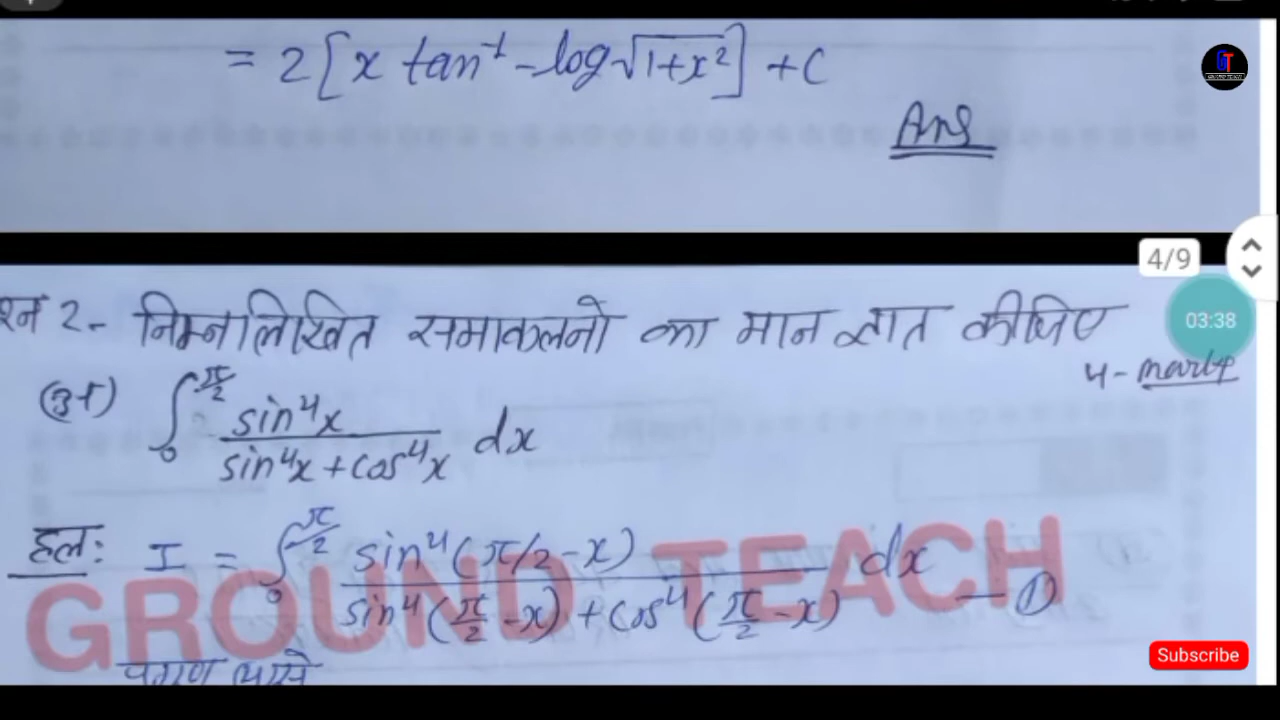 = 2[x tan⁻¹ - log√(1+x²)] + C
GT
Ans
4/9
श्न 2- निम्नलिखित समाकलनो का मान ज्ञात कीजिए
03:38
4-marks
(अ) ∫₀^(π/2) sin⁴x / (sin⁴x + cos⁴x) dx
हलः I = ∫₀^(π/2) sin⁴(π/2-x) / (sin⁴(π/2-x) + cos⁴(π/2-x)) dx —①
GROUND TEACH
Subscribe